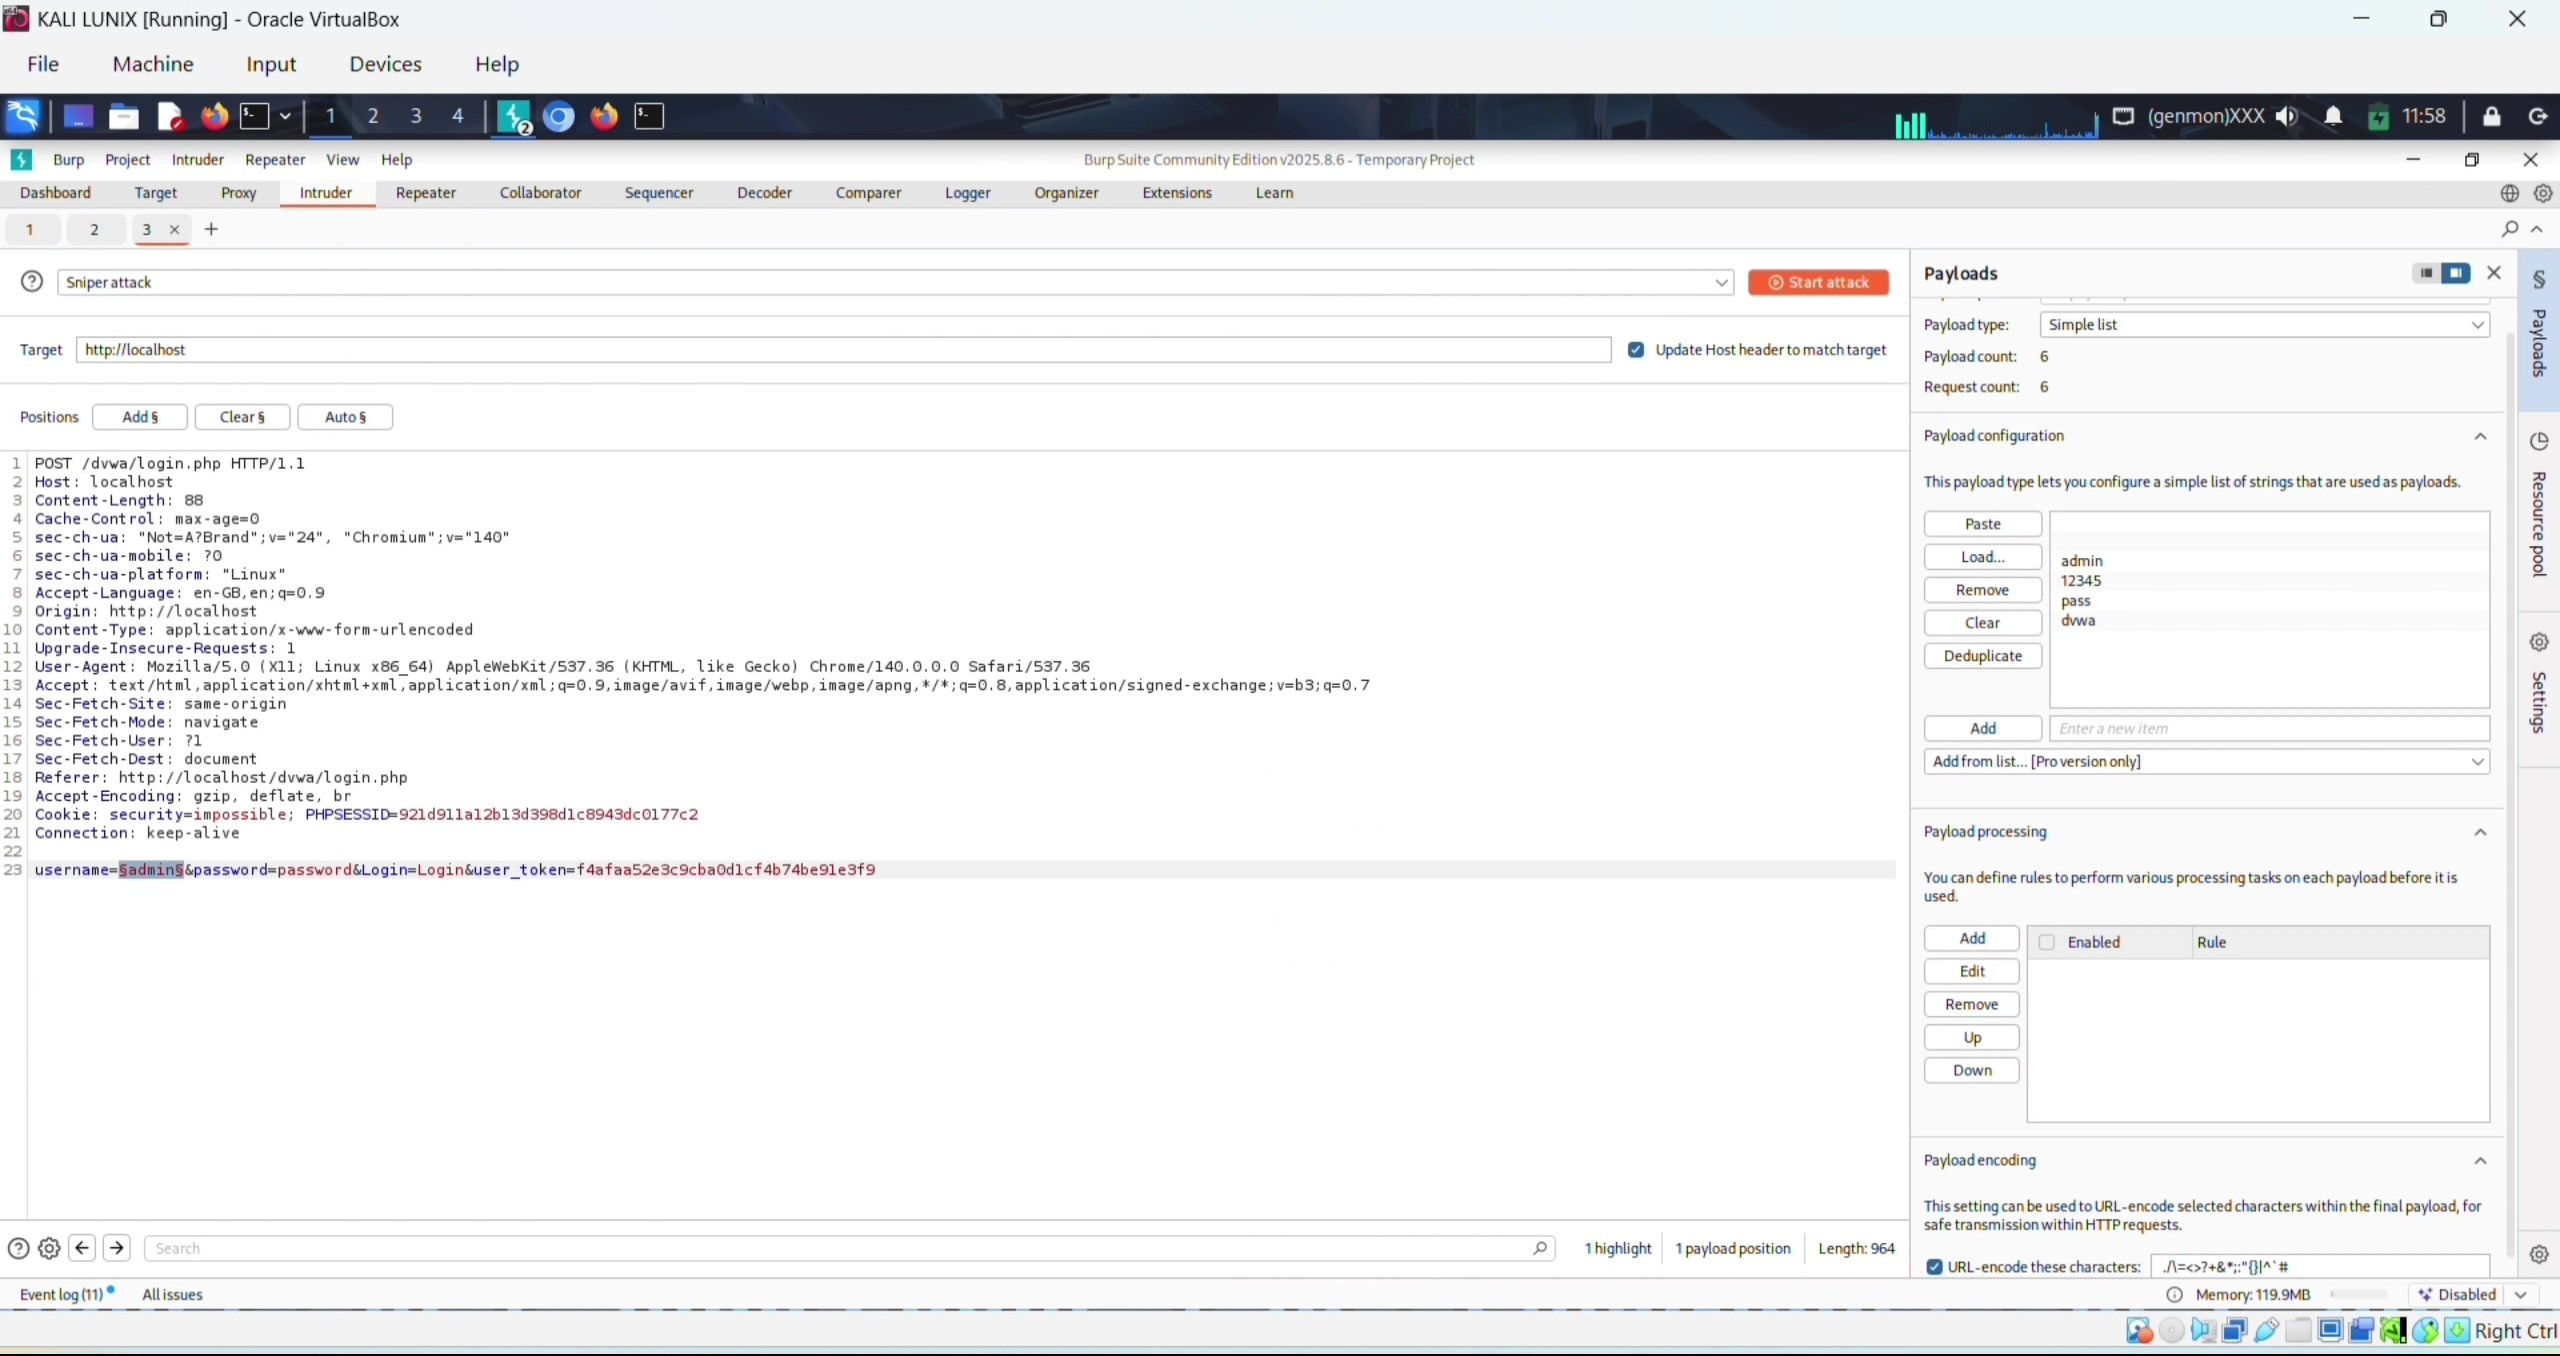 KALI LUNIX [Running] - Oracle VirtualBox
File Machine Input Devices Help
1 2 3 4 2 (genmon)XXX 11:58
Burp Project Intruder Repeater View Help Burp Suite Community Edition v2025.8.6 - Temporary Project
Dashboard Target Proxy Intruder Repeater Collaborator Sequencer Decoder Comparer Logger Organizer Extensions Learn
1 2 3 × +
Sniper attack Start attack
Target http://localhost Update Host header to match target
Positions Add § Clear § Auto §
1 POST /dvwa/login.php HTTP/1.1
2 Host: localhost
3 Content-Length: 88
4 Cache-Control: max-age=0
5 sec-ch-ua: "Not=A?Brand";v="24", "Chromium";v="140"
6 sec-ch-ua-mobile: ?0
7 sec-ch-ua-platform: "Linux"
8 Accept-Language: en-GB,en;q=0.9
9 Origin: http://localhost
10 Content-Type: application/x-www-form-urlencoded
11 Upgrade-Insecure-Requests: 1
12 User-Agent: Mozilla/5.0 (X11; Linux x86_64) AppleWebKit/537.36 (KHTML, like Gecko) Chrome/140.0.0.0 Safari/537.36
13 Accept: text/html,application/xhtml+xml,application/xml;q=0.9,image/avif,image/webp,image/apng,*/*;q=0.8,application/signed-exchange;v=b3;q=0.7
14 Sec-Fetch-Site: same-origin
15 Sec-Fetch-Mode: navigate
16 Sec-Fetch-User: ?1
17 Sec-Fetch-Dest: document
18 Referer: http://localhost/dvwa/login.php
19 Accept-Encoding: gzip, deflate, br
20 Cookie: security=impossible; PHPSESSID=921d911a12b13d398d1c8943dc0177c2
21 Connection: keep-alive
22
23 username=§admin§&password=password&Login=Login&user_token=f4afaa52e3c9cba0d1cf4b74be91e3f9
Payloads
Payload type: Simple list
Payload count: 6
Request count: 6
Payload configuration
This payload type lets you configure a simple list of strings that are used as payloads.
Paste
Load...
Remove
Clear
Deduplicate
admin
12345
pass
dvwa
Add Enter a new item
Add from list... [Pro version only]
Payload processing
You can define rules to perform various processing tasks on each payload before it is
used.
Add
Edit
Remove
Up
Down
Enabled Rule
Payload encoding
This setting can be used to URL-encode selected characters within the final payload, for
safe transmission within HTTP requests.
URL-encode these characters: ./\=<>?+&*;:"{}|^`#
§ Payloads
Resource pool
Settings
Search 1 highlight 1 payload position Length: 964
Event log (11) All issues Memory: 119.9MB Disabled
Right Ctrl